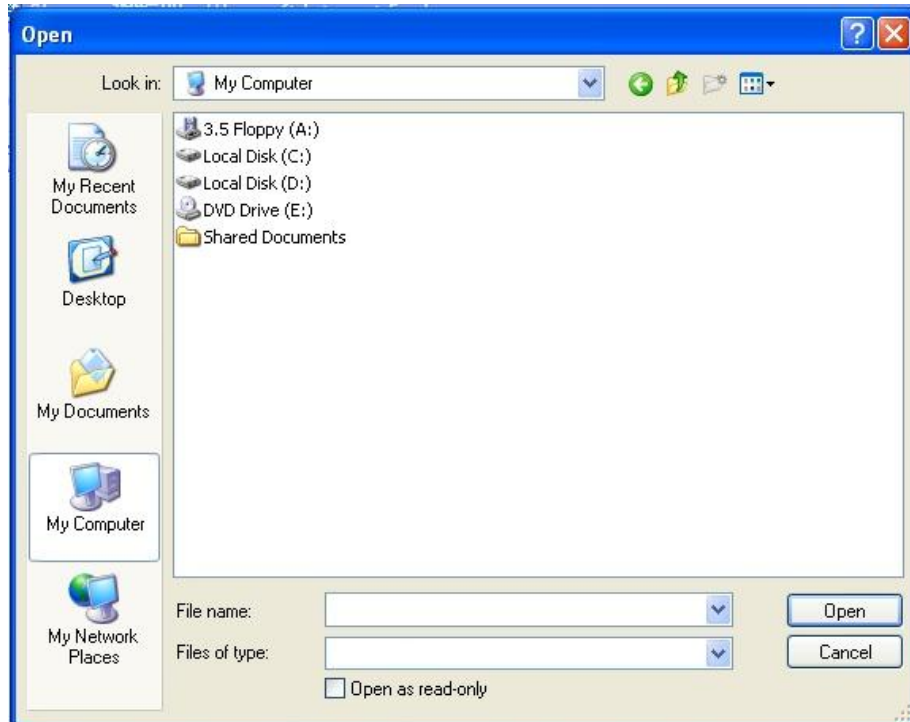 Open
Look in:
My Computer
3.5 Floppy (A:)
Local Disk (C:)
Local Disk (D:)
DVD Drive (E:)
Shared Documents
My Recent
Documents
Desktop
My Documents
My Computer
My Network
Places
File name:
Open
Files of type:
Cancel
Open as read-only